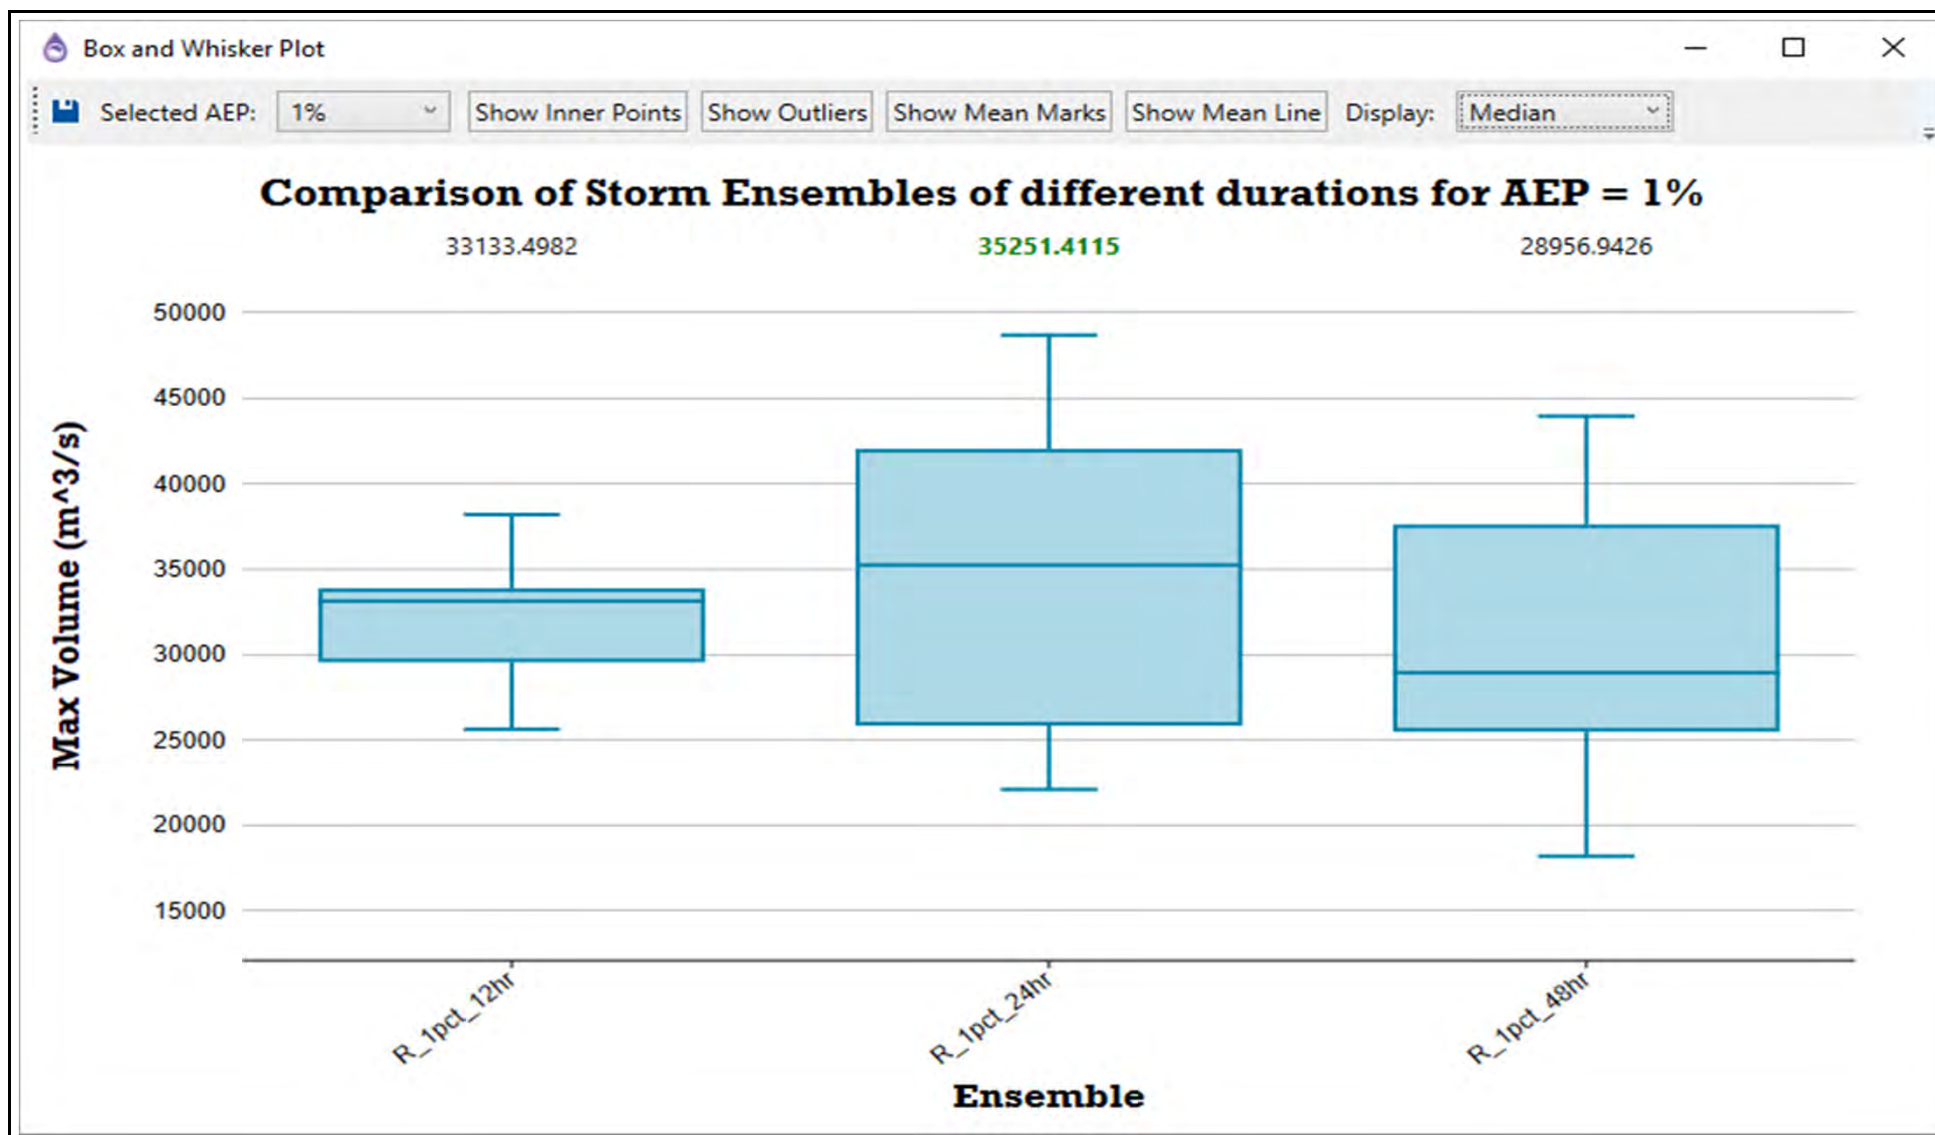 Box and Whisker Plot
Selected AEP: 1% Show Inner Points Show Outliers Show Mean Marks Show Mean Line Display: Median
Comparison of Storm Ensembles of different durations for AEP = 1%
33133.4982 35251.4115 28956.9426
Max Volume (m^3/s)
50000
45000
40000
35000
30000
25000
20000
15000
R_1pct_12hr R_1pct_24hr R_1pct_48hr
Ensemble